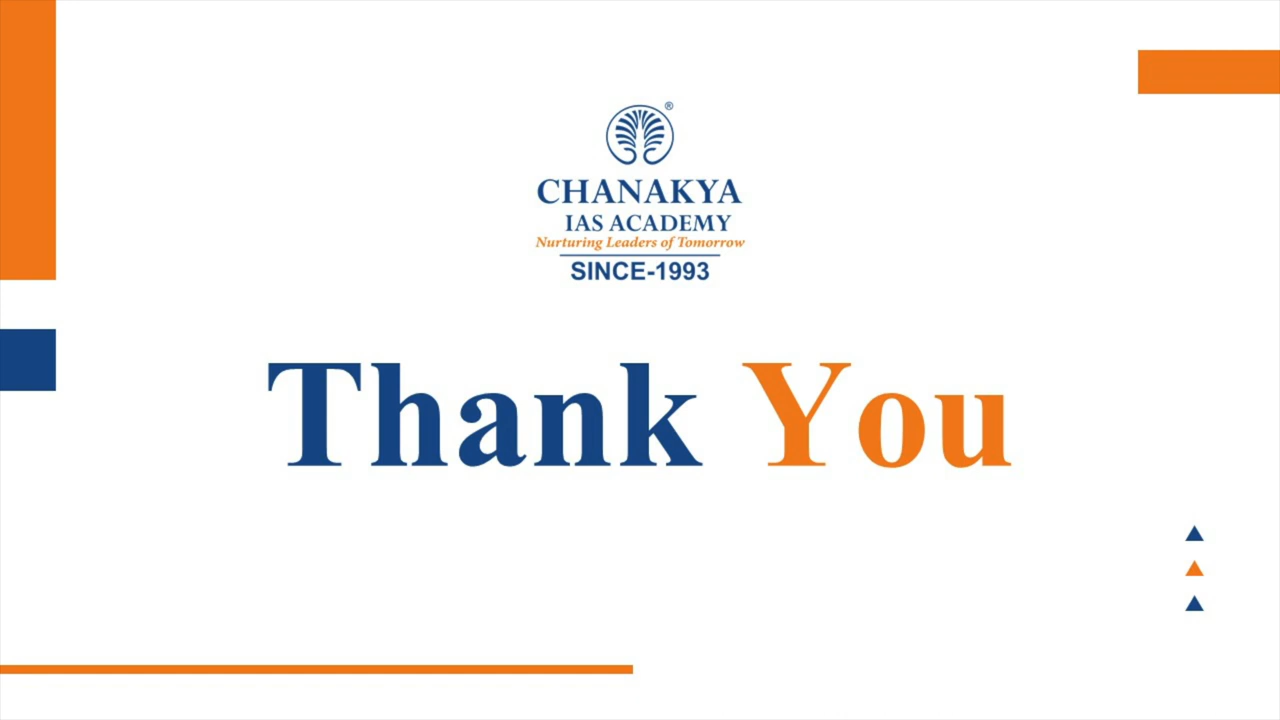 ®
CHANAKYA
IAS ACADEMY
Nurturing Leaders of Tomorrow
SINCE-1993
Thank You